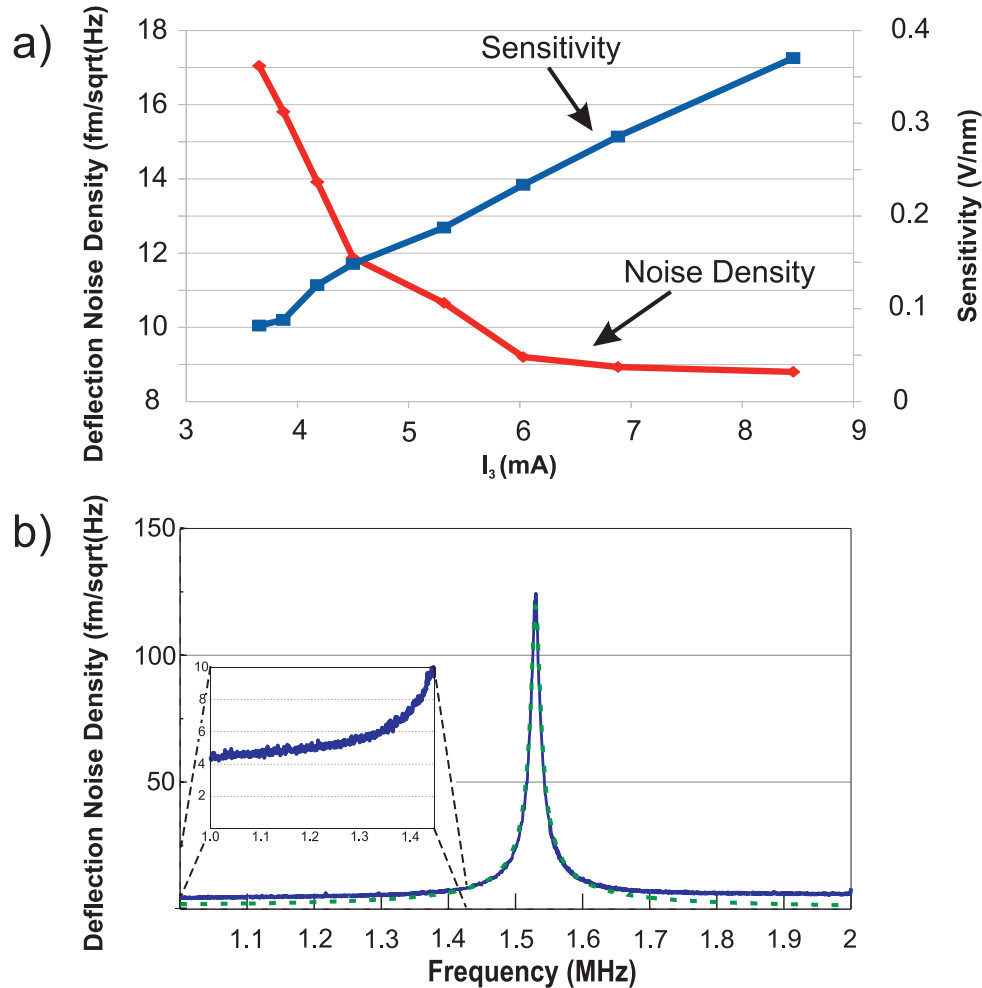 a)
Deflection Noise Density (fm/sqrt(Hz)
18
16
14
12
10
8
Sensitivity
Noise Density
0.4
0.3
0.2
0.1
0
Sensitivity (V/nm)
3 4 5 6 7 8 9
I₃ (mA)
b)
Deflection Noise Density (fm/sqrt(Hz)
150
100
50
10
8
6
4
2
1.0 1.1 1.2 1.3 1.4
1.1 1.2 1.3 1.4 1.5 1.6 1.7 1.8 1.9 2
Frequency (MHz)